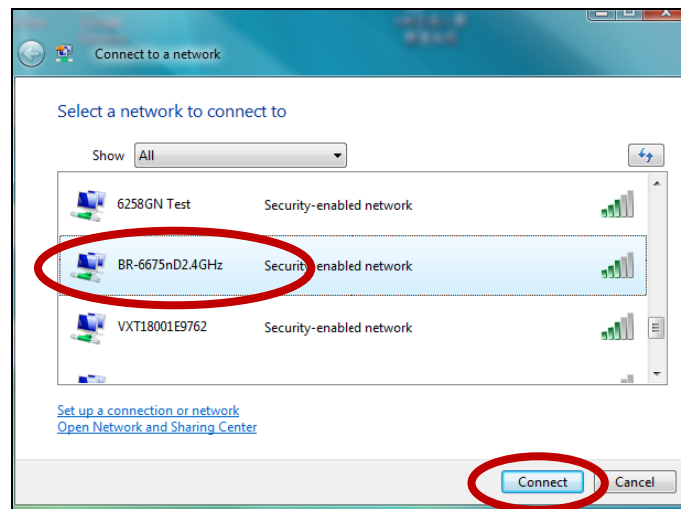 Connect to a network
Select a network to connect to
Show All
6258GN Test Security-enabled network
BR-6675nD2.4GHz Security-enabled network
VXT18001E9762 Security-enabled network
Set up a connection or network
Open Network and Sharing Center
Connect Cancel